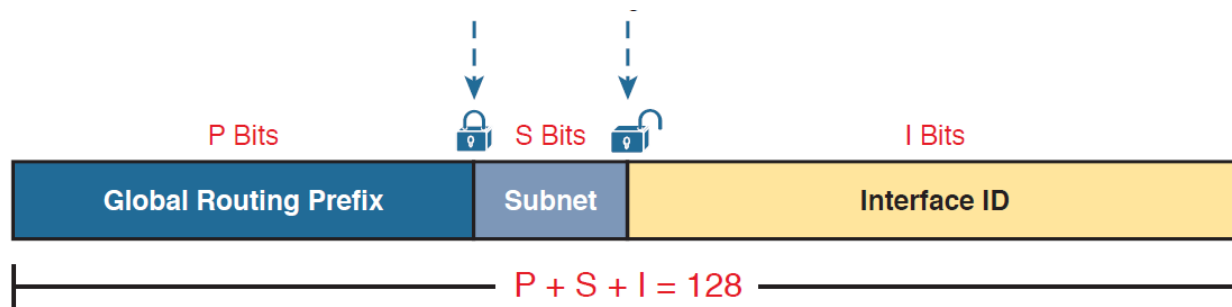 P Bits S Bits I Bits
Global Routing Prefix Subnet Interface ID
P + S + I = 128